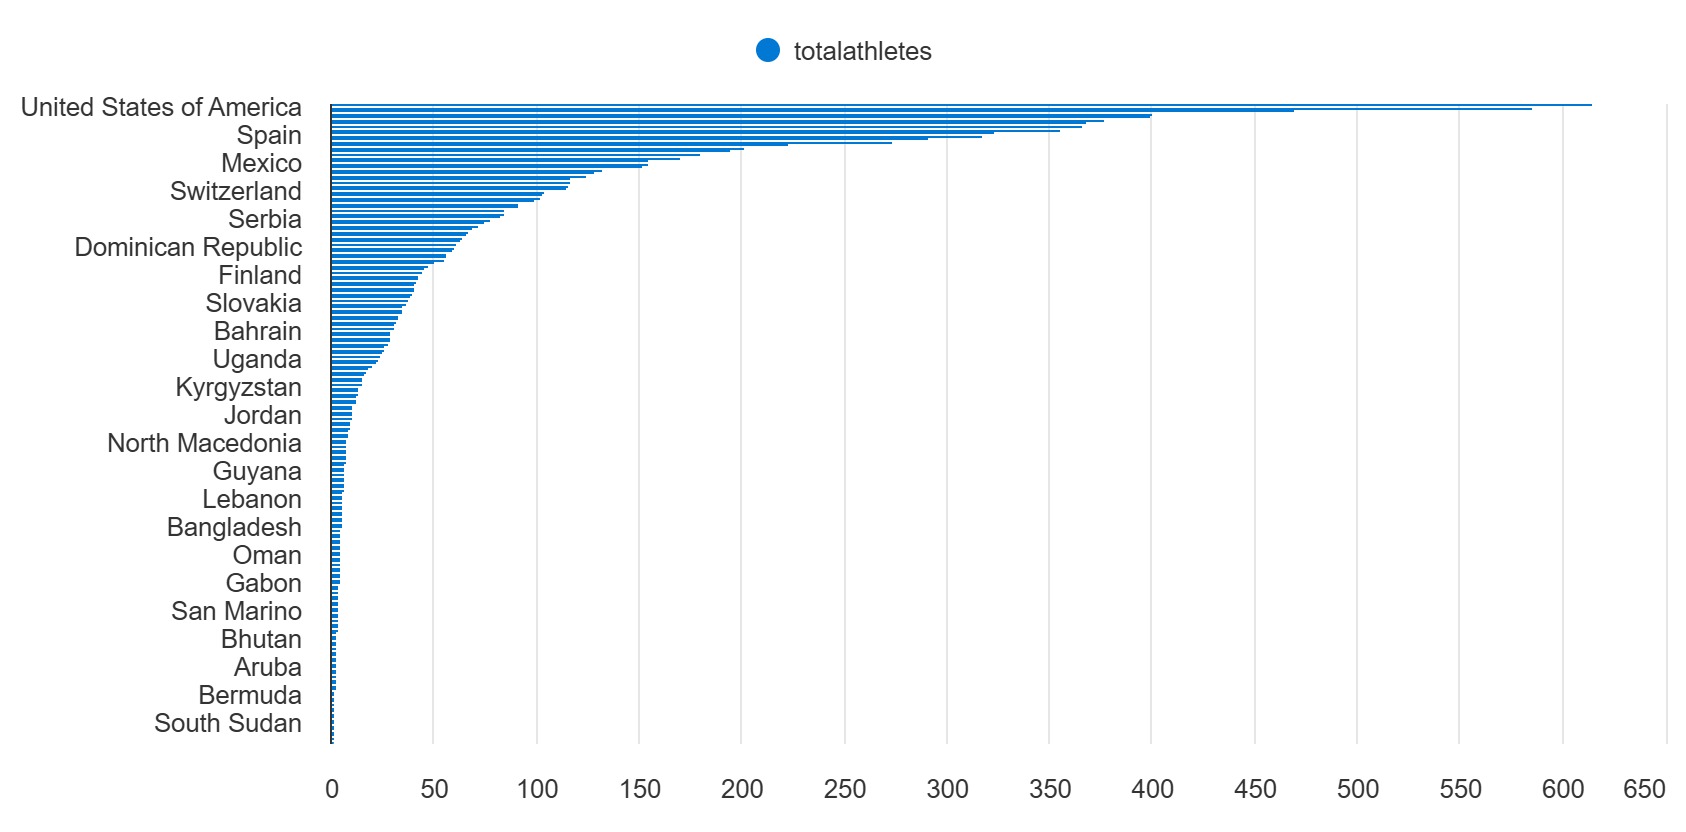 totalathletes
United States of America
Spain
Mexico
Switzerland
Serbia
Dominican Republic
Finland
Slovakia
Bahrain
Uganda
Kyrgyzstan
Jordan
North Macedonia
Guyana
Lebanon
Bangladesh
Oman
Gabon
San Marino
Bhutan
Aruba
Bermuda
South Sudan
0 50 100 150 200 250 300 350 400 450 500 550 600 650